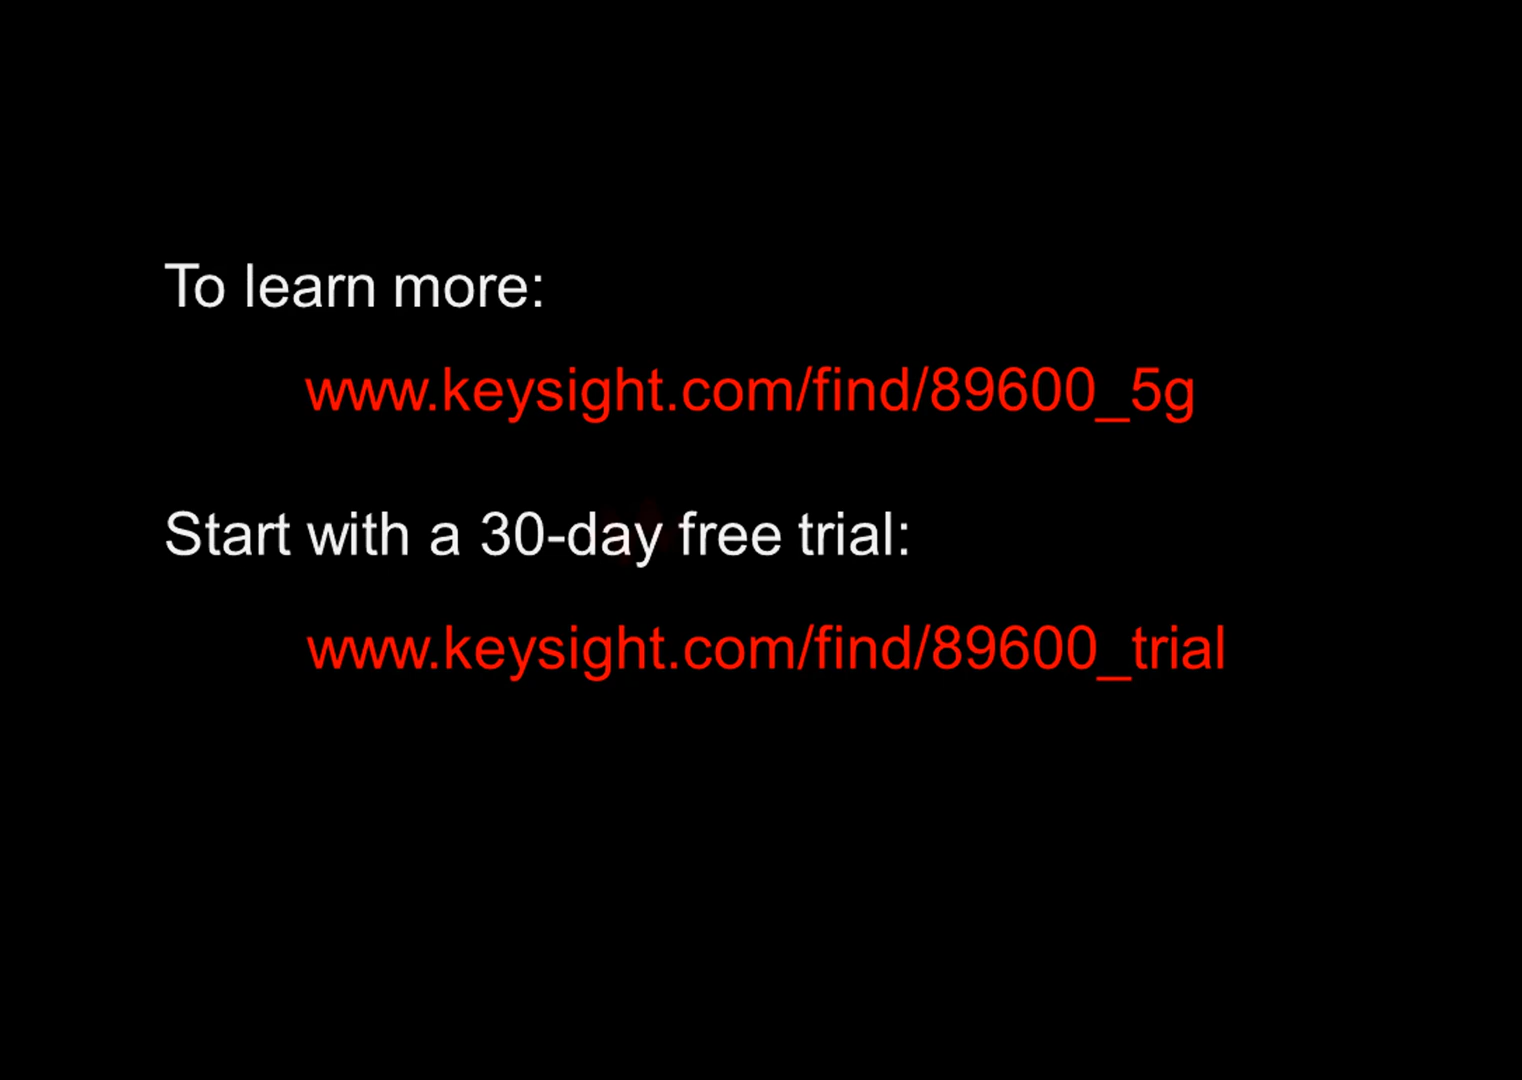 To learn more:
www.keysight.com/find/89600_5g
Start with a 30-day free trial:
www.keysight.com/find/89600_trial